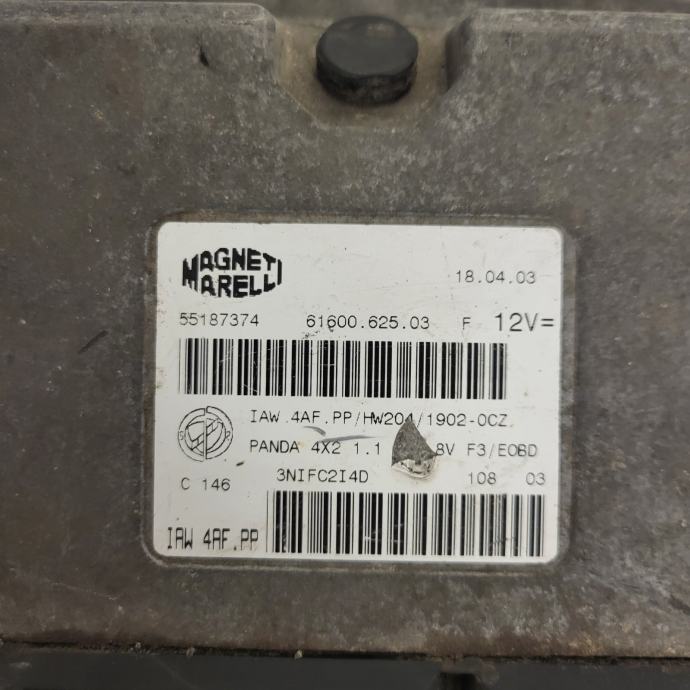 MAGNETI
MARELLI
18.04.03
55187374 61600.625.03 F 12V=
IAW 4AF.PP/HW204/1902-0CZ
PANDA 4X2 1.1 8V F3/EOBD
C 146 3NIFC2I4D 108 03
IAW 4AF.PP